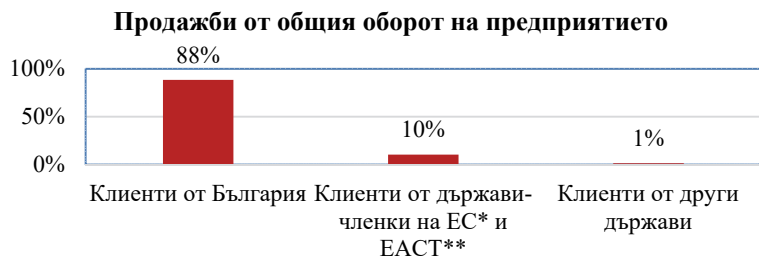 Продажби от общия оборот на предприятието
88%
100%
50%
10%
1%
0%
Клиенти от България
Клиенти от държави-
членки на ЕС* и
ЕАСТ**
Клиенти от други
държави